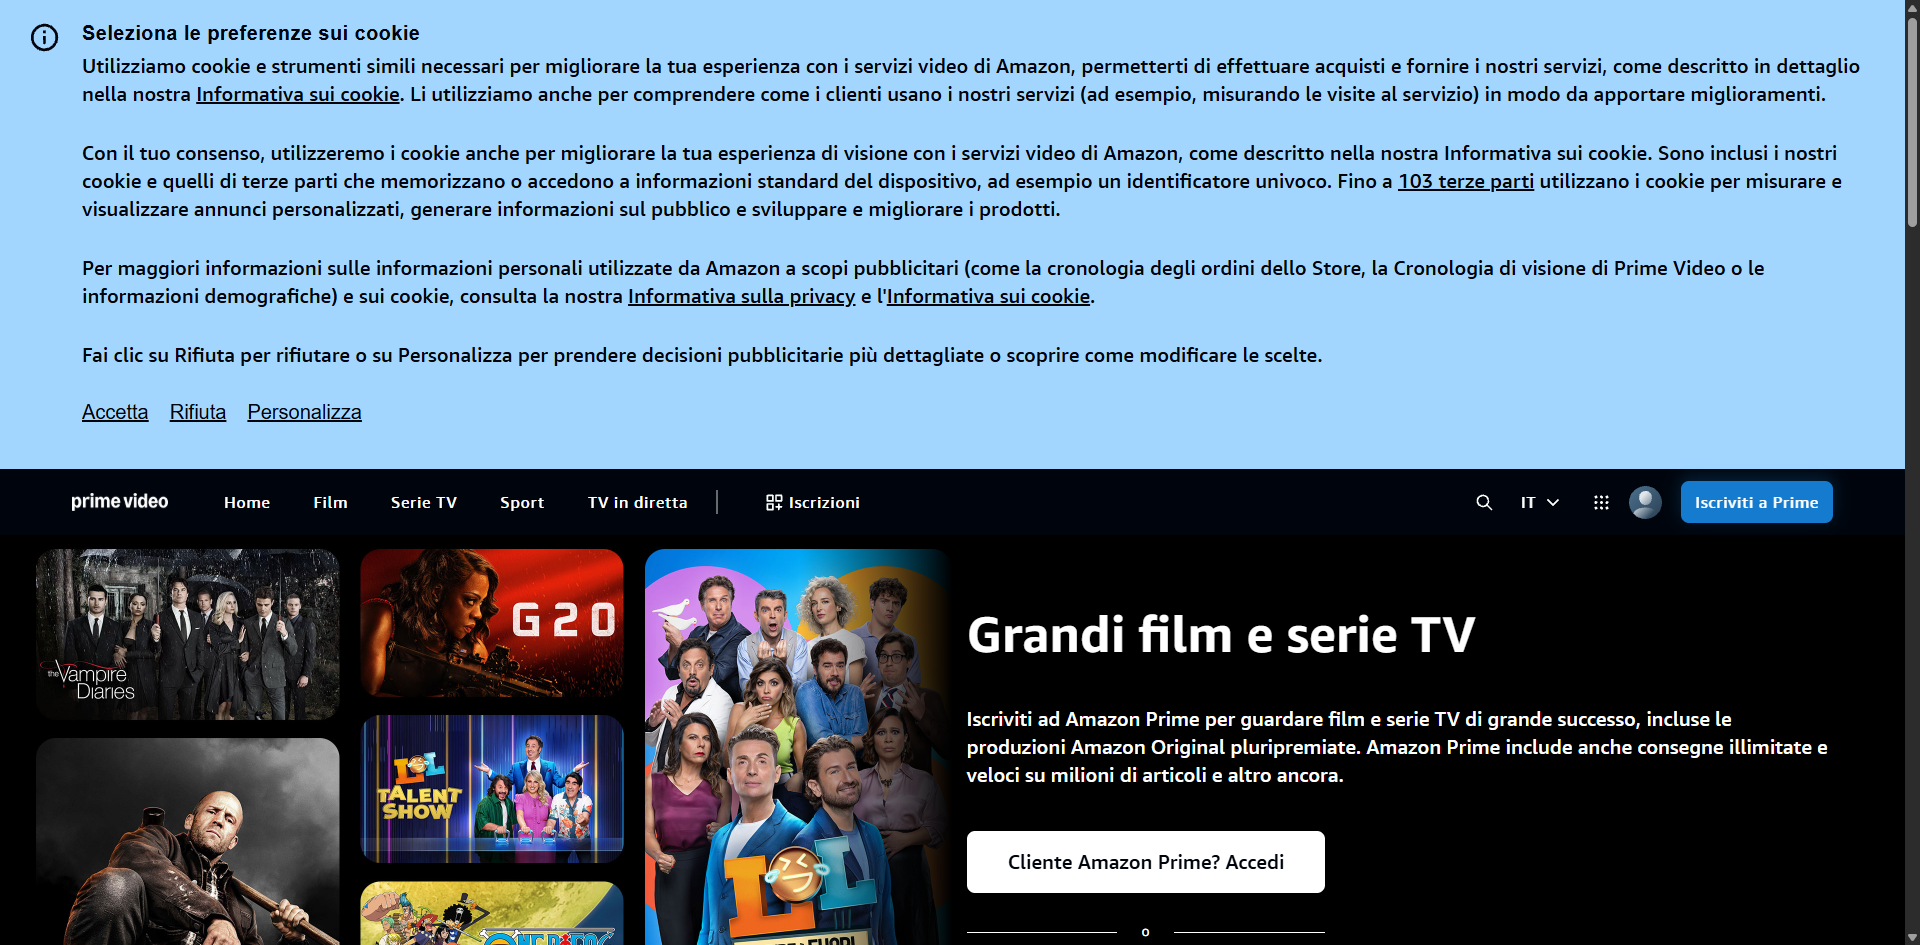 Seleziona le preferenze sui cookie
Utilizziamo cookie e strumenti simili necessari per migliorare la tua esperienza con i servizi video di Amazon, permetterti di effettuare acquisti e fornire i nostri servizi, come descritto in dettaglio
nella nostra Informativa sui cookie. Li utilizziamo anche per comprendere come i clienti usano i nostri servizi (ad esempio, misurando le visite al servizio) in modo da apportare miglioramenti.
Con il tuo consenso, utilizzeremo i cookie anche per migliorare la tua esperienza di visione con i servizi video di Amazon, come descritto nella nostra Informativa sui cookie. Sono inclusi i nostri
cookie e quelli di terze parti che memorizzano o accedono a informazioni standard del dispositivo, ad esempio un identificatore univoco. Fino a 103 terze parti utilizzano i cookie per misurare e
visualizzare annunci personalizzati, generare informazioni sul pubblico e sviluppare e migliorare i prodotti.
Per maggiori informazioni sulle informazioni personali utilizzate da Amazon a scopi pubblicitari (come la cronologia degli ordini dello Store, la Cronologia di visione di Prime Video o le
informazioni demografiche) e sui cookie, consulta la nostra Informativa sulla privacy e l'Informativa sui cookie.
Fai clic su Rifiuta per rifiutare o su Personalizza per prendere decisioni pubblicitarie più dettagliate o scoprire come modificare le scelte.
Accetta Rifiuta Personalizza
prime video Home Film Serie TV Sport TV in diretta Iscrizioni IT Iscriviti a Prime
the Vampire
Diaries
G20
LOL
TALENT
SHOW
LOL
Grandi film e serie TV
Iscriviti ad Amazon Prime per guardare film e serie TV di grande successo, incluse le
produzioni Amazon Original pluripremiate. Amazon Prime include anche consegne illimitate e
veloci su milioni di articoli e altro ancora.
Cliente Amazon Prime? Accedi
o